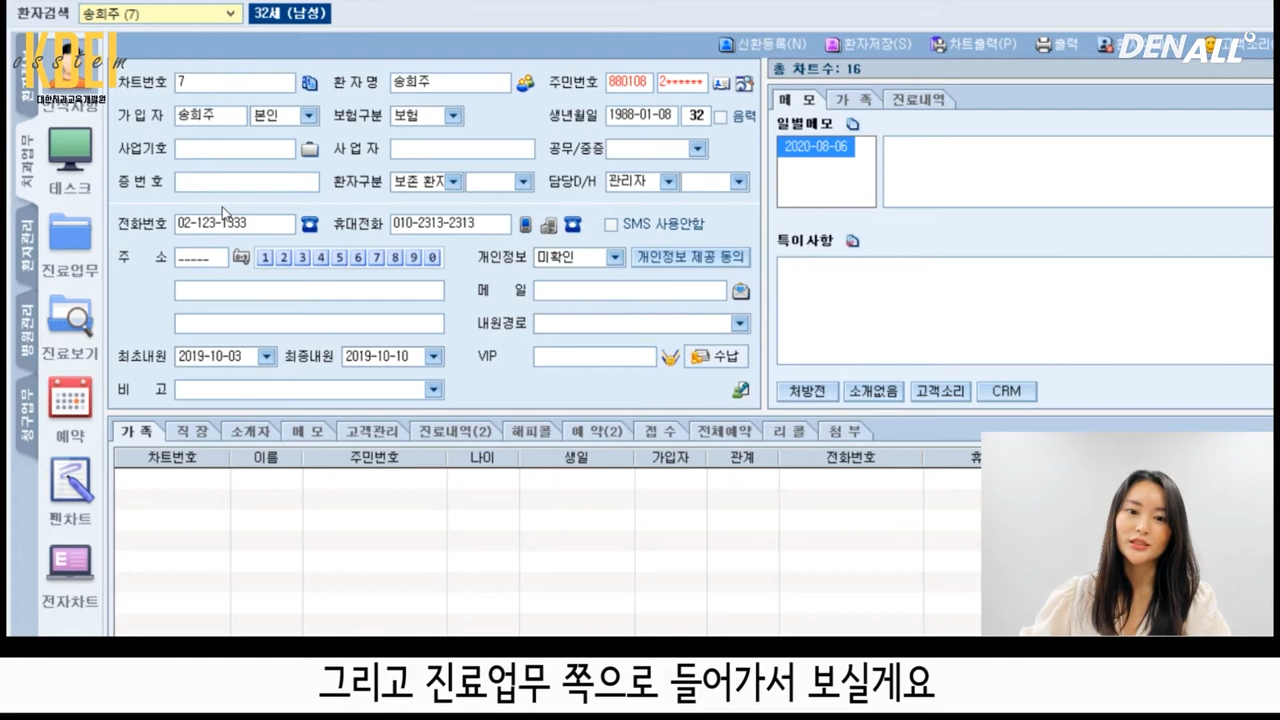 환자검색 송희주 (7) 32세 (남성)
신환등록(N) 환자저장(S) 차트출력(P) 출력
KDEI
osstem
대한치과교육개발원
DENALL
총 차트수: 16
차트번호 7 환 자 명 송희주 주민번호 880108 2******
가 입 자 송희주 본인 보험구분 보험 생년월일 1988-01-08 32 음력
사업기호 사 업 자 공무/중증
증 번 호 환자구분 보존 환자 담당D/H 관리자
전화번호 02-123-1933 휴대전화 010-2313-2313 SMS 사용안함
주 소 _____ 1 2 3 4 5 6 7 8 9 0 개인정보 미확인 개인정보 제공 동의
메 일
내원경로
최초내원 2019-10-03 최종내원 2019-10-10 VIP 수납
비 고
메 모 가 족 진료내역
일별메모
2020-08-06
특이사항
처방전 소개없음 고객소리 CRM
치과업무
환자관리
병원관리
청구업무
데스크
진료업무
진료보기
예약
펜차트
전자차트
가 족 직 장 소개자 메 모 고객관리 진료내역(2) 해피콜 예 약(2) 접 수 전체예약 리 콜 첨 부
차트번호 이름 주민번호 나이 생일 가입자 관계 전화번호 휴
그리고 진료업무 쪽으로 들어가서 보실게요